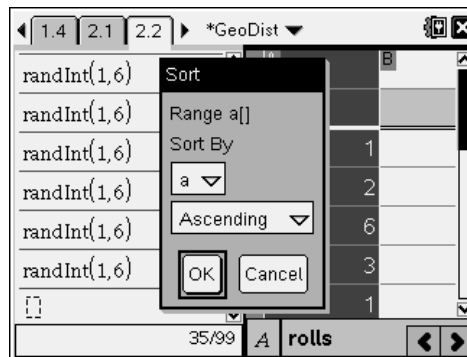 1.4 2.1 2.2 *GeoDist
randInt(1,6)
randInt(1,6)
randInt(1,6)
randInt(1,6)
randInt(1,6)
randInt(1,6)
35/99
Sort
Range a[]
Sort By
a
Ascending
OK Cancel
B
1
2
6
3
1
A rolls